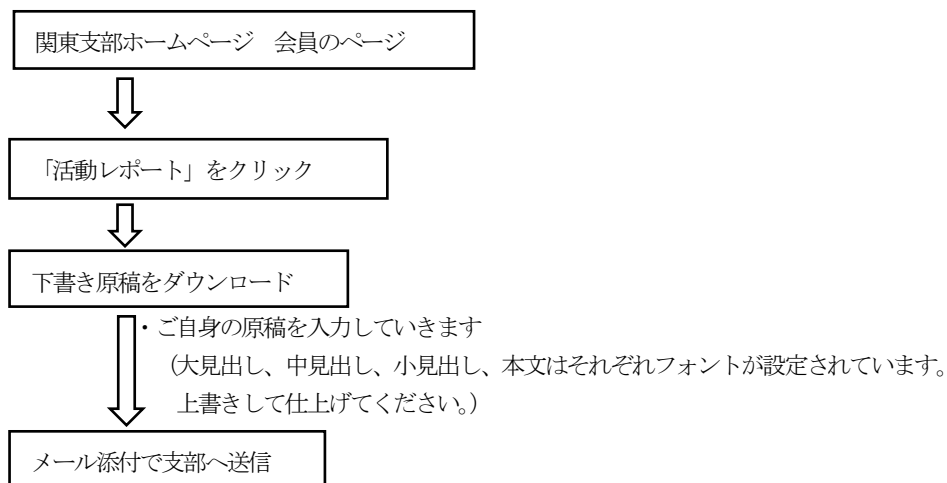 関東支部ホームページ　会員のページ
「活動レポート」をクリック
下書き原稿をダウンロード
・ご自身の原稿を入力していきます
（大見出し、中見出し、小見出し、本文はそれぞれフォントが設定されています。
上書きして仕上げてください。）
メール添付で支部へ送信